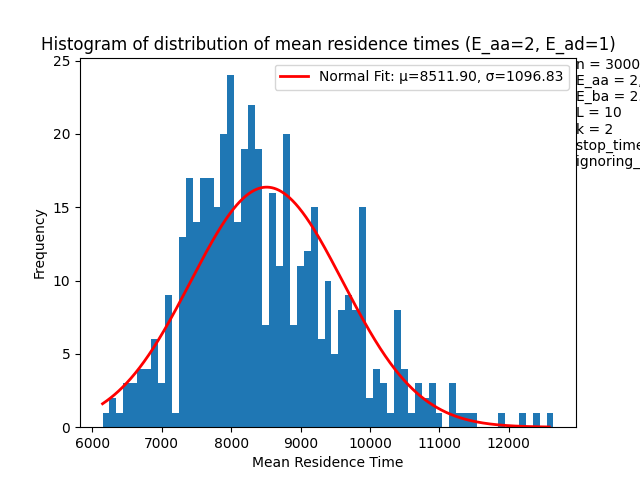 Histogram of distribution of mean residence times (E_aa=2, E_ad=1)
Normal Fit: μ=8511.90, σ=1096.83
n = 3000
E_aa = 2,
E_ba = 2
L = 10
k = 2
stop_time
ignoring_
25
20
15
10
5
0
Frequency
6000 7000 8000 9000 10000 11000 12000
Mean Residence Time